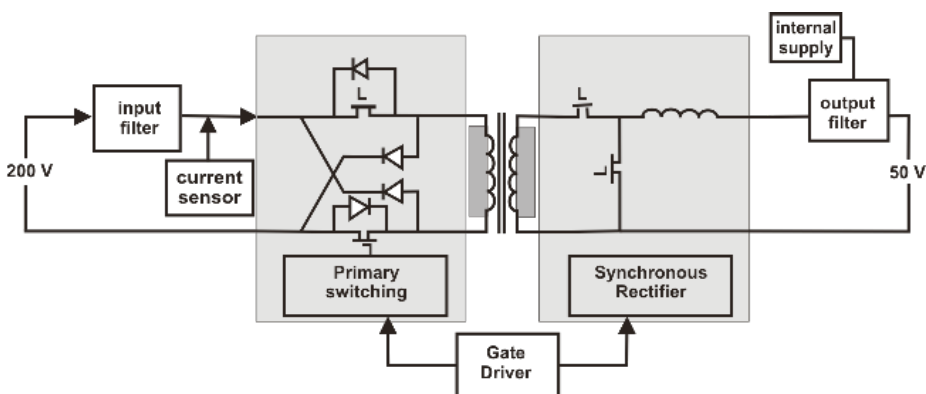 internal
supply
input
filter
output
filter
L
L
L
200 V
50 V
current
sensor
Primary
switching
Synchronous
Rectifier
Gate
Driver